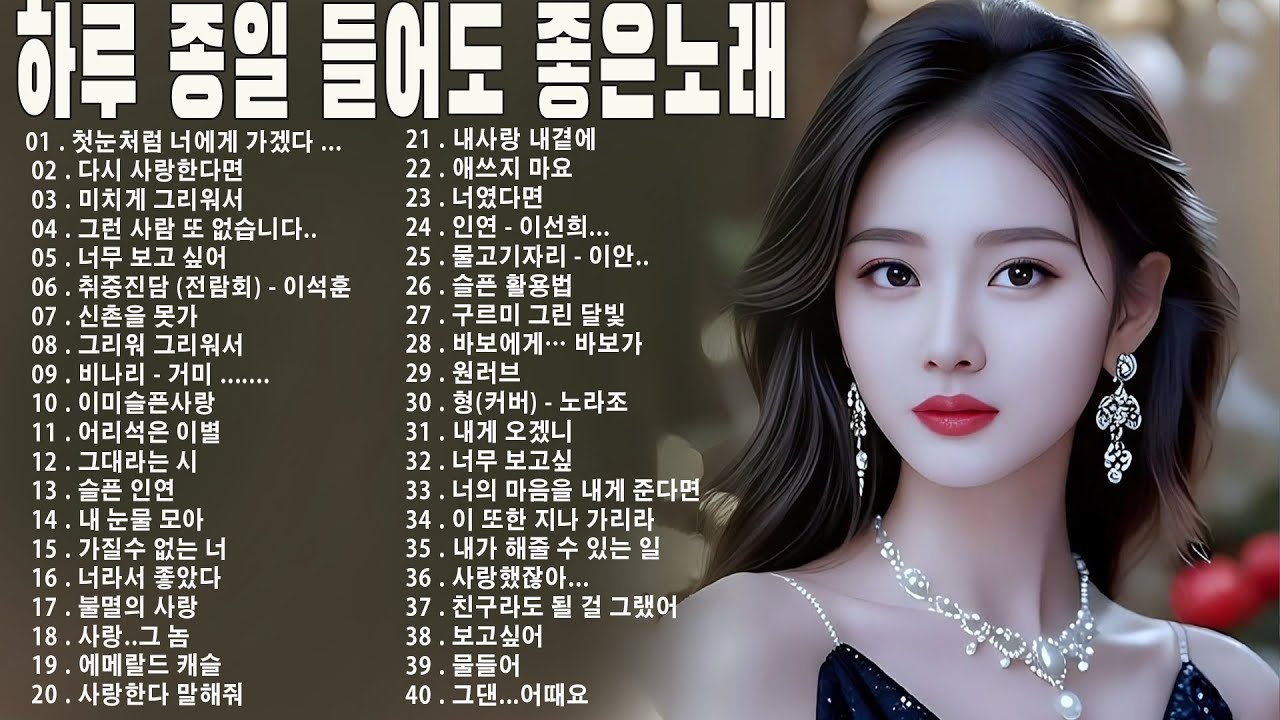 하루 종일 들어도 좋은노래
01 . 첫눈처럼 너에게 가겠다 ...
02 . 다시 사랑한다면
03 . 미치게 그리워서
04 . 그런 사람 또 없습니다..
05 . 너무 보고 싶어
06 . 취중진담 (전람회) - 이석훈
07 . 신촌을 못가
08 . 그리워 그리워서
09 . 비나리 - 거미 .......
10 . 이미슬픈사랑
11 . 어리석은 이별
12 . 그대라는 시
13 . 슬픈 인연
14 . 내 눈물 모아
15 . 가질수 없는 너
16 . 너라서 좋았다
17 . 불멸의 사랑
18 . 사랑..그 놈
19 . 에메랄드 캐슬
20 . 사랑한다 말해줘
21 . 내사랑 내곁에
22 . 애쓰지 마요
23 . 너였다면
24 . 인연 - 이선희...
25 . 물고기자리 - 이안..
26 . 슬픈 활용법
27 . 구르미 그린 달빛
28 . 바보에게… 바보가
29 . 원러브
30 . 형(커버) - 노라조
31 . 내게 오겠니
32 . 너무 보고싶
33 . 너의 마음을 내게 준다면
34 . 이 또한 지나 가리라
35 . 내가 해줄 수 있는 일
36 . 사랑했잖아...
37 . 친구라도 될 걸 그랬어
38 . 보고싶어
39 . 물들어
40 . 그댄...어때요